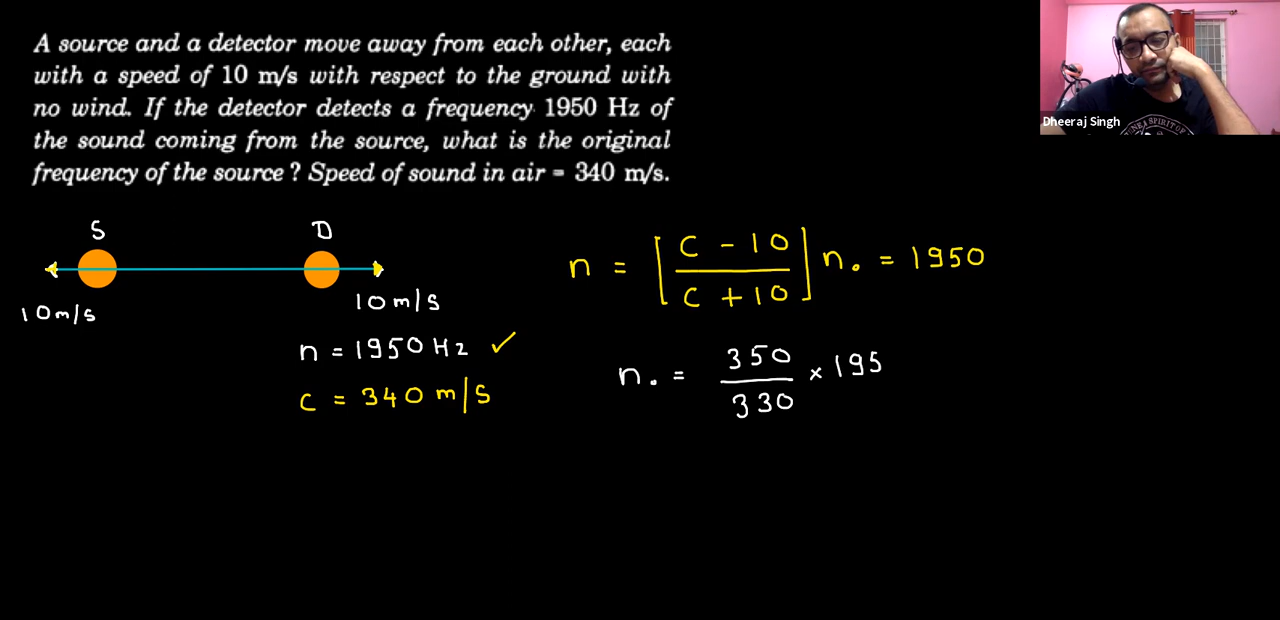 A source and a detector move away from each other, each
with a speed of 10 m/s with respect to the ground with
no wind. If the detector detects a frequency 1950 Hz of
the sound coming from the source, what is the original
frequency of the source ? Speed of sound in air = 340 m/s.
Dheeraj Singh
S D
10m/s
10m/s
n = 1950 Hz ✓
c = 340 m/s
n = [(c - 10)/(c + 10)] n. = 1950
n. = 350/330 × 195